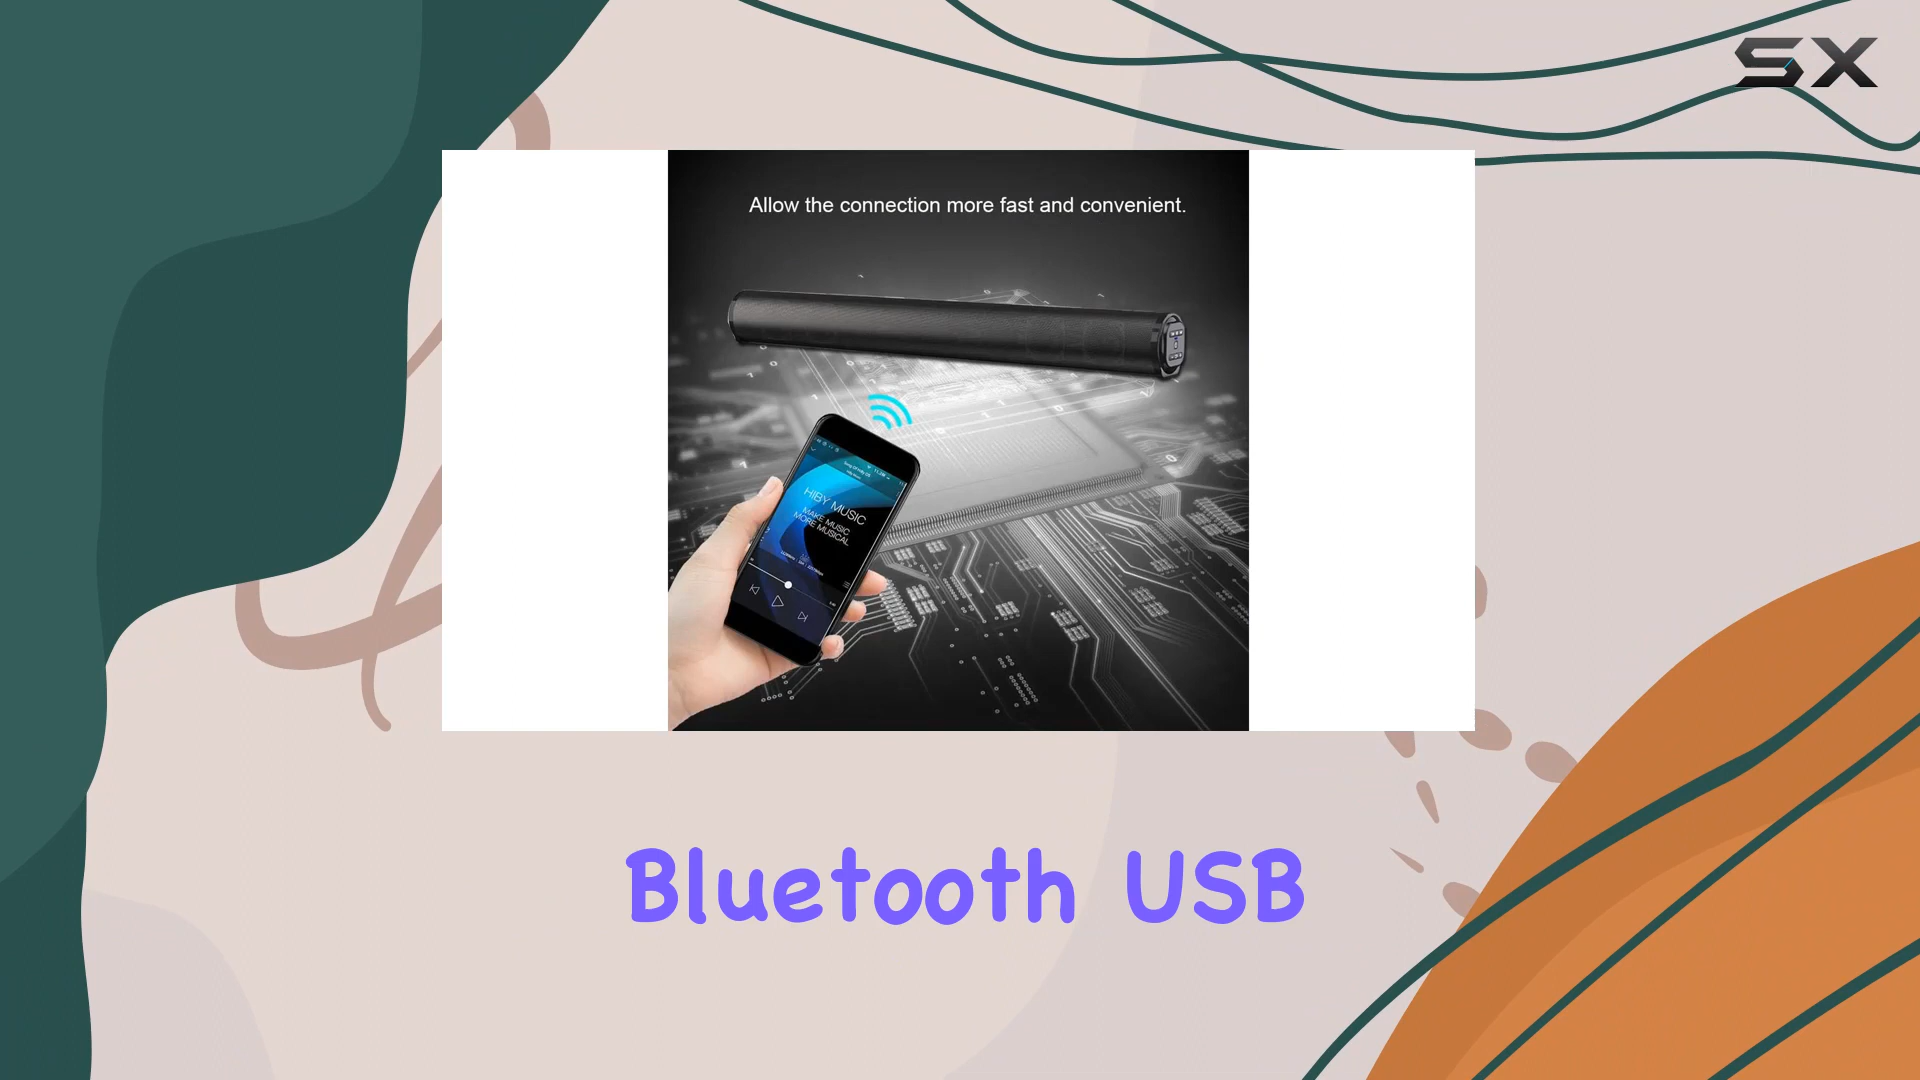 SX
Allow the connection more fast and convenient.
HIBY MUSIC
MAKE MUSIC
MORE MUSICAL
Bluetooth USB